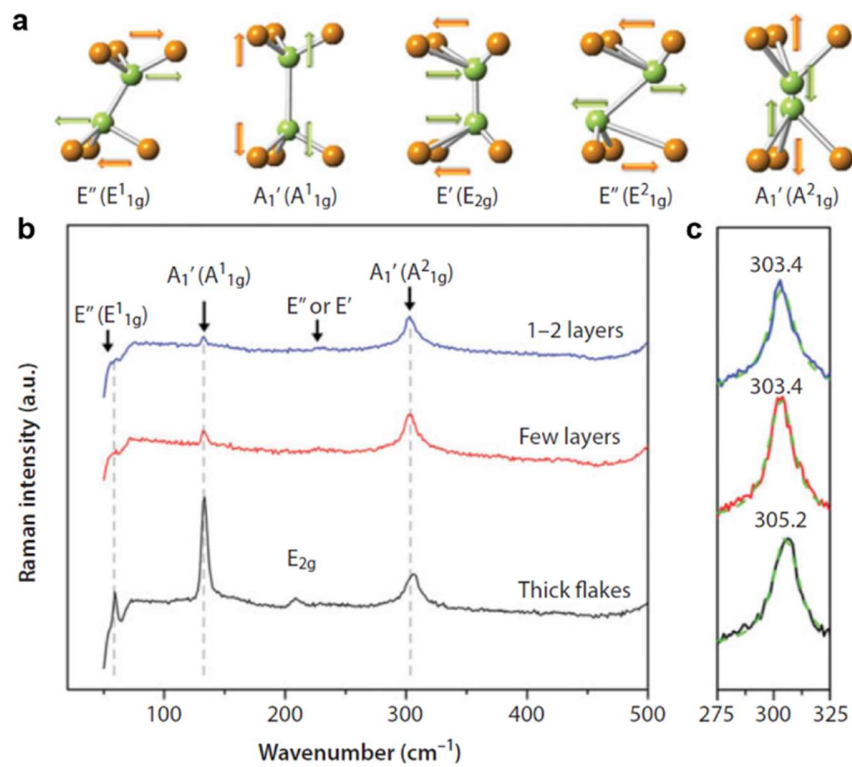 a
E″ (E¹₁g)
A₁′ (A¹₁g)
E′ (E₂g)
E″ (E²₁g)
A₁′ (A²₁g)
b
c
E″ (E¹₁g)
A₁′ (A¹₁g)
E″ or E′
A₁′ (A²₁g)
1–2 layers
Few layers
E₂g
Thick flakes
Raman intensity (a.u.)
100
200
300
400
500
Wavenumber (cm⁻¹)
303.4
303.4
305.2
275
300
325